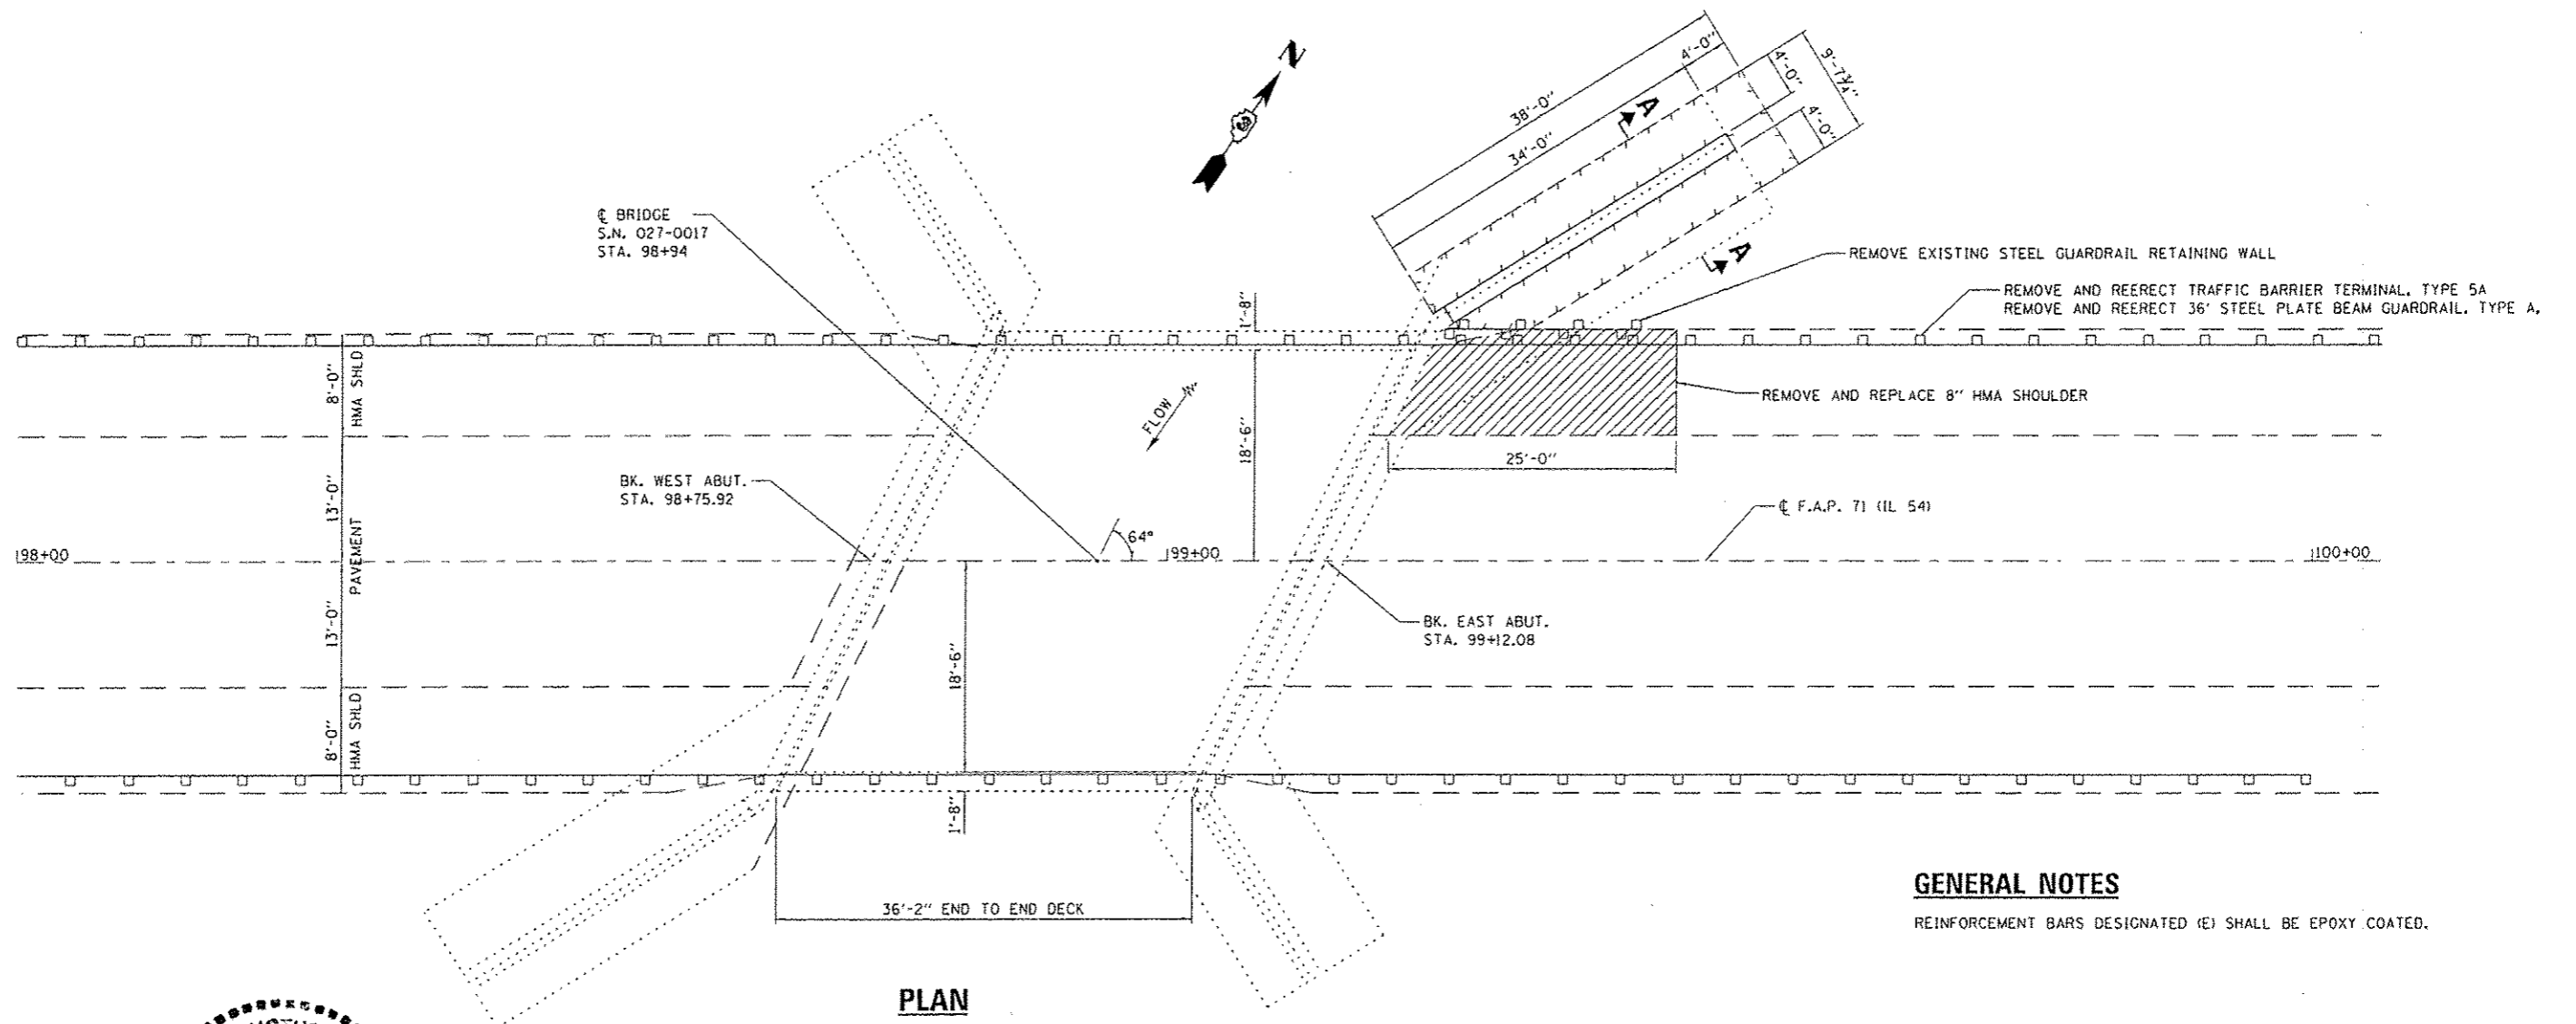 N
38'-0"
34'-0"
4'-0"
4'-0"
9'-7¾"
4'-0"
A
A
℄ BRIDGE
S.N. 027-0017
STA. 98+94
REMOVE EXISTING STEEL GUARDRAIL RETAINING WALL
REMOVE AND REERECT TRAFFIC BARRIER TERMINAL, TYPE 5A
REMOVE AND REERECT 36' STEEL PLATE BEAM GUARDRAIL, TYPE A,
1'-8"
8'-0"
HMA SHLD
FLOW
18'-6"
REMOVE AND REPLACE 8" HMA SHOULDER
25'-0"
BK. WEST ABUT.
STA. 98+75.92
13'-0"
PAVEMENT
64°
℄ F.A.P. 71 (IL 54)
98+00
99+00
100+00
13'-0"
18'-6"
BK. EAST ABUT.
STA. 99+12.08
8'-0"
HMA SHLD
1'-8"
36'-2" END TO END DECK
GENERAL NOTES
REINFORCEMENT BARS DESIGNATED (E) SHALL BE EPOXY COATED.
PLAN